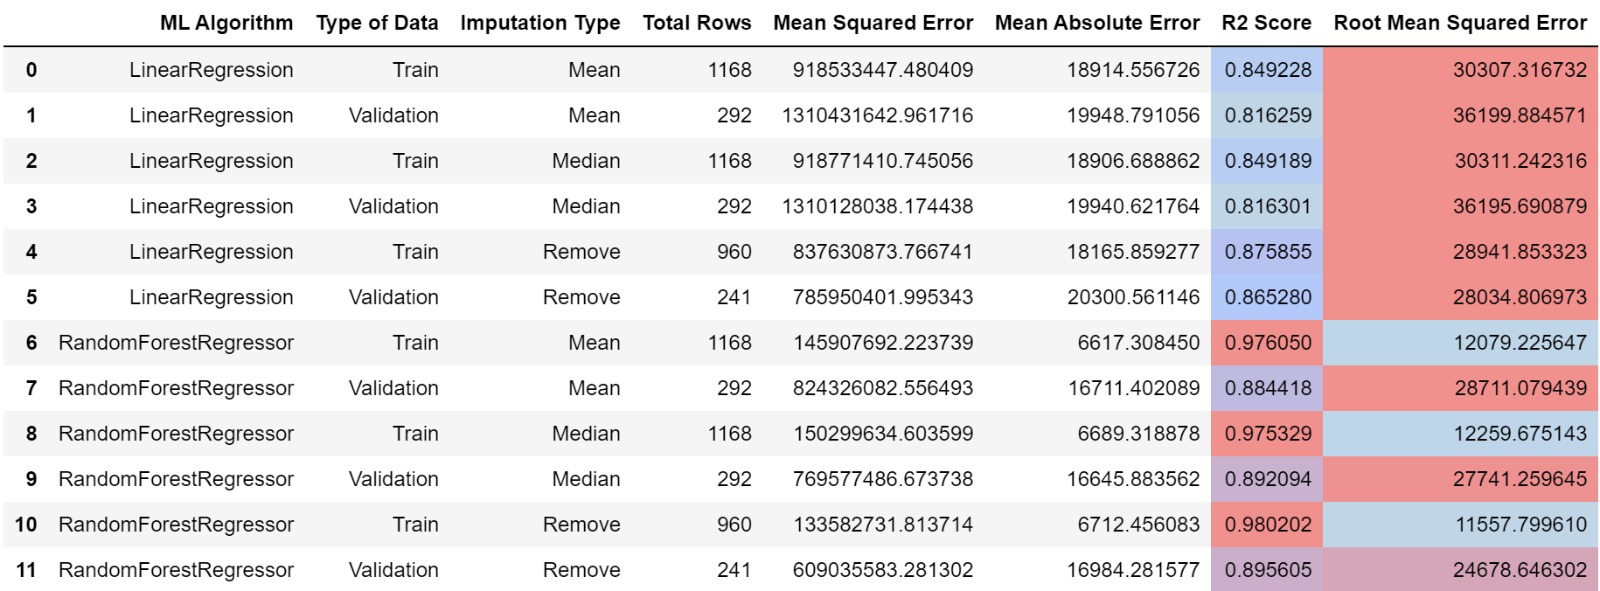 ML Algorithm Type of Data Imputation Type Total Rows Mean Squared Error Mean Absolute Error R2 Score Root Mean Squared Error
0 LinearRegression Train Mean 1168 918533447.480409 18914.556726 0.849228 30307.316732
1 LinearRegression Validation Mean 292 1310431642.961716 19948.791056 0.816259 36199.884571
2 LinearRegression Train Median 1168 918771410.745056 18906.688862 0.849189 30311.242316
3 LinearRegression Validation Median 292 1310128038.174438 19940.621764 0.816301 36195.690879
4 LinearRegression Train Remove 960 837630873.766741 18165.859277 0.875855 28941.853323
5 LinearRegression Validation Remove 241 785950401.995343 20300.561146 0.865280 28034.806973
6 RandomForestRegressor Train Mean 1168 145907692.223739 6617.308450 0.976050 12079.225647
7 RandomForestRegressor Validation Mean 292 824326082.556493 16711.402089 0.884418 28711.079439
8 RandomForestRegressor Train Median 1168 150299634.603599 6689.318878 0.975329 12259.675143
9 RandomForestRegressor Validation Median 292 769577486.673738 16645.883562 0.892094 27741.259645
10 RandomForestRegressor Train Remove 960 133582731.813714 6712.456083 0.980202 11557.799610
11 RandomForestRegressor Validation Remove 241 609035583.281302 16984.281577 0.895605 24678.646302